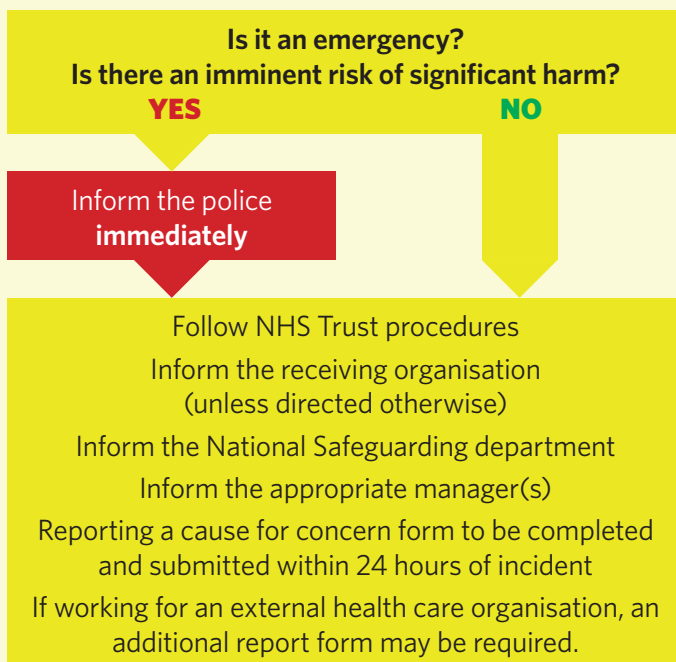 Is it an emergency?
Is there an imminent risk of significant harm?
YES NO
Inform the police
immediately
Follow NHS Trust procedures
Inform the receiving organisation
(unless directed otherwise)
Inform the National Safeguarding department
Inform the appropriate manager(s)
Reporting a cause for concern form to be completed
and submitted within 24 hours of incident
If working for an external health care organisation, an
additional report form may be required.